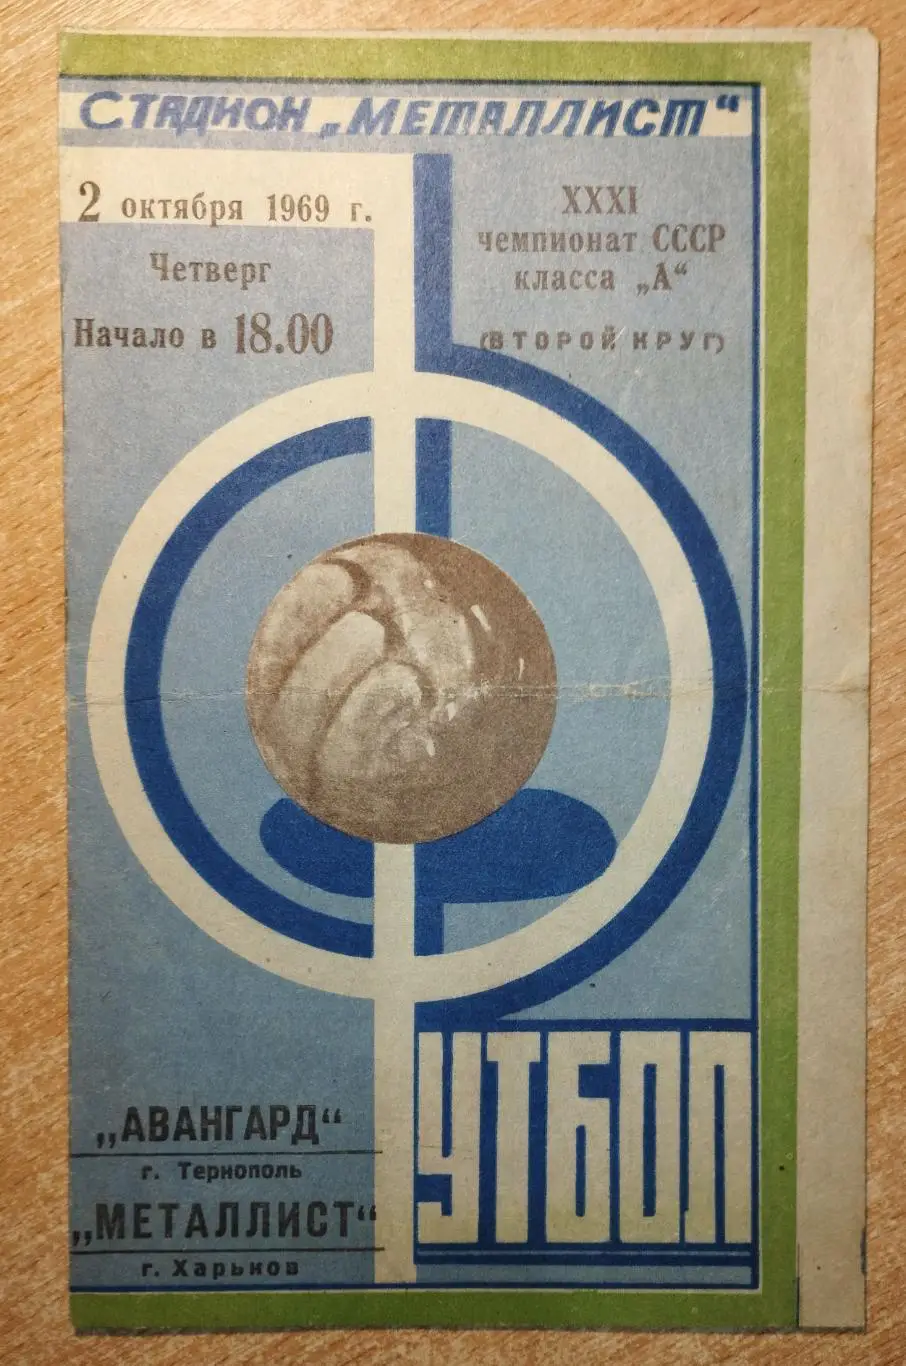 СТАДИОН „МЕТАЛЛИСТ"
2 октября 1969 г.
Четверг
Начало в 18.00
XXXI
чемпионат СССР
класса „А"
(ВТОРОЙ КРУГ)
„АВАНГАРД"
г. Тернополь
„МЕТАЛЛИСТ"
г. Харьков
ФУТБОЛ